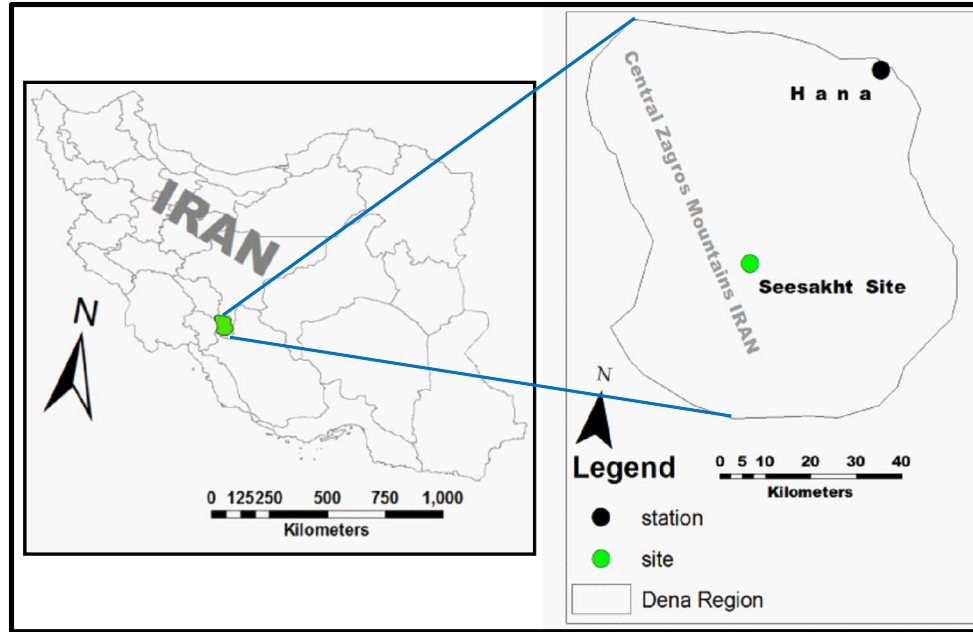 IRAN
N
0 125250 500 750 1,000
Kilometers
Central Zagros Mountains IRAN
H a n a
Seesakht Site
N
Legend
0 5 10 20 30 40
Kilometers
station
site
Dena Region